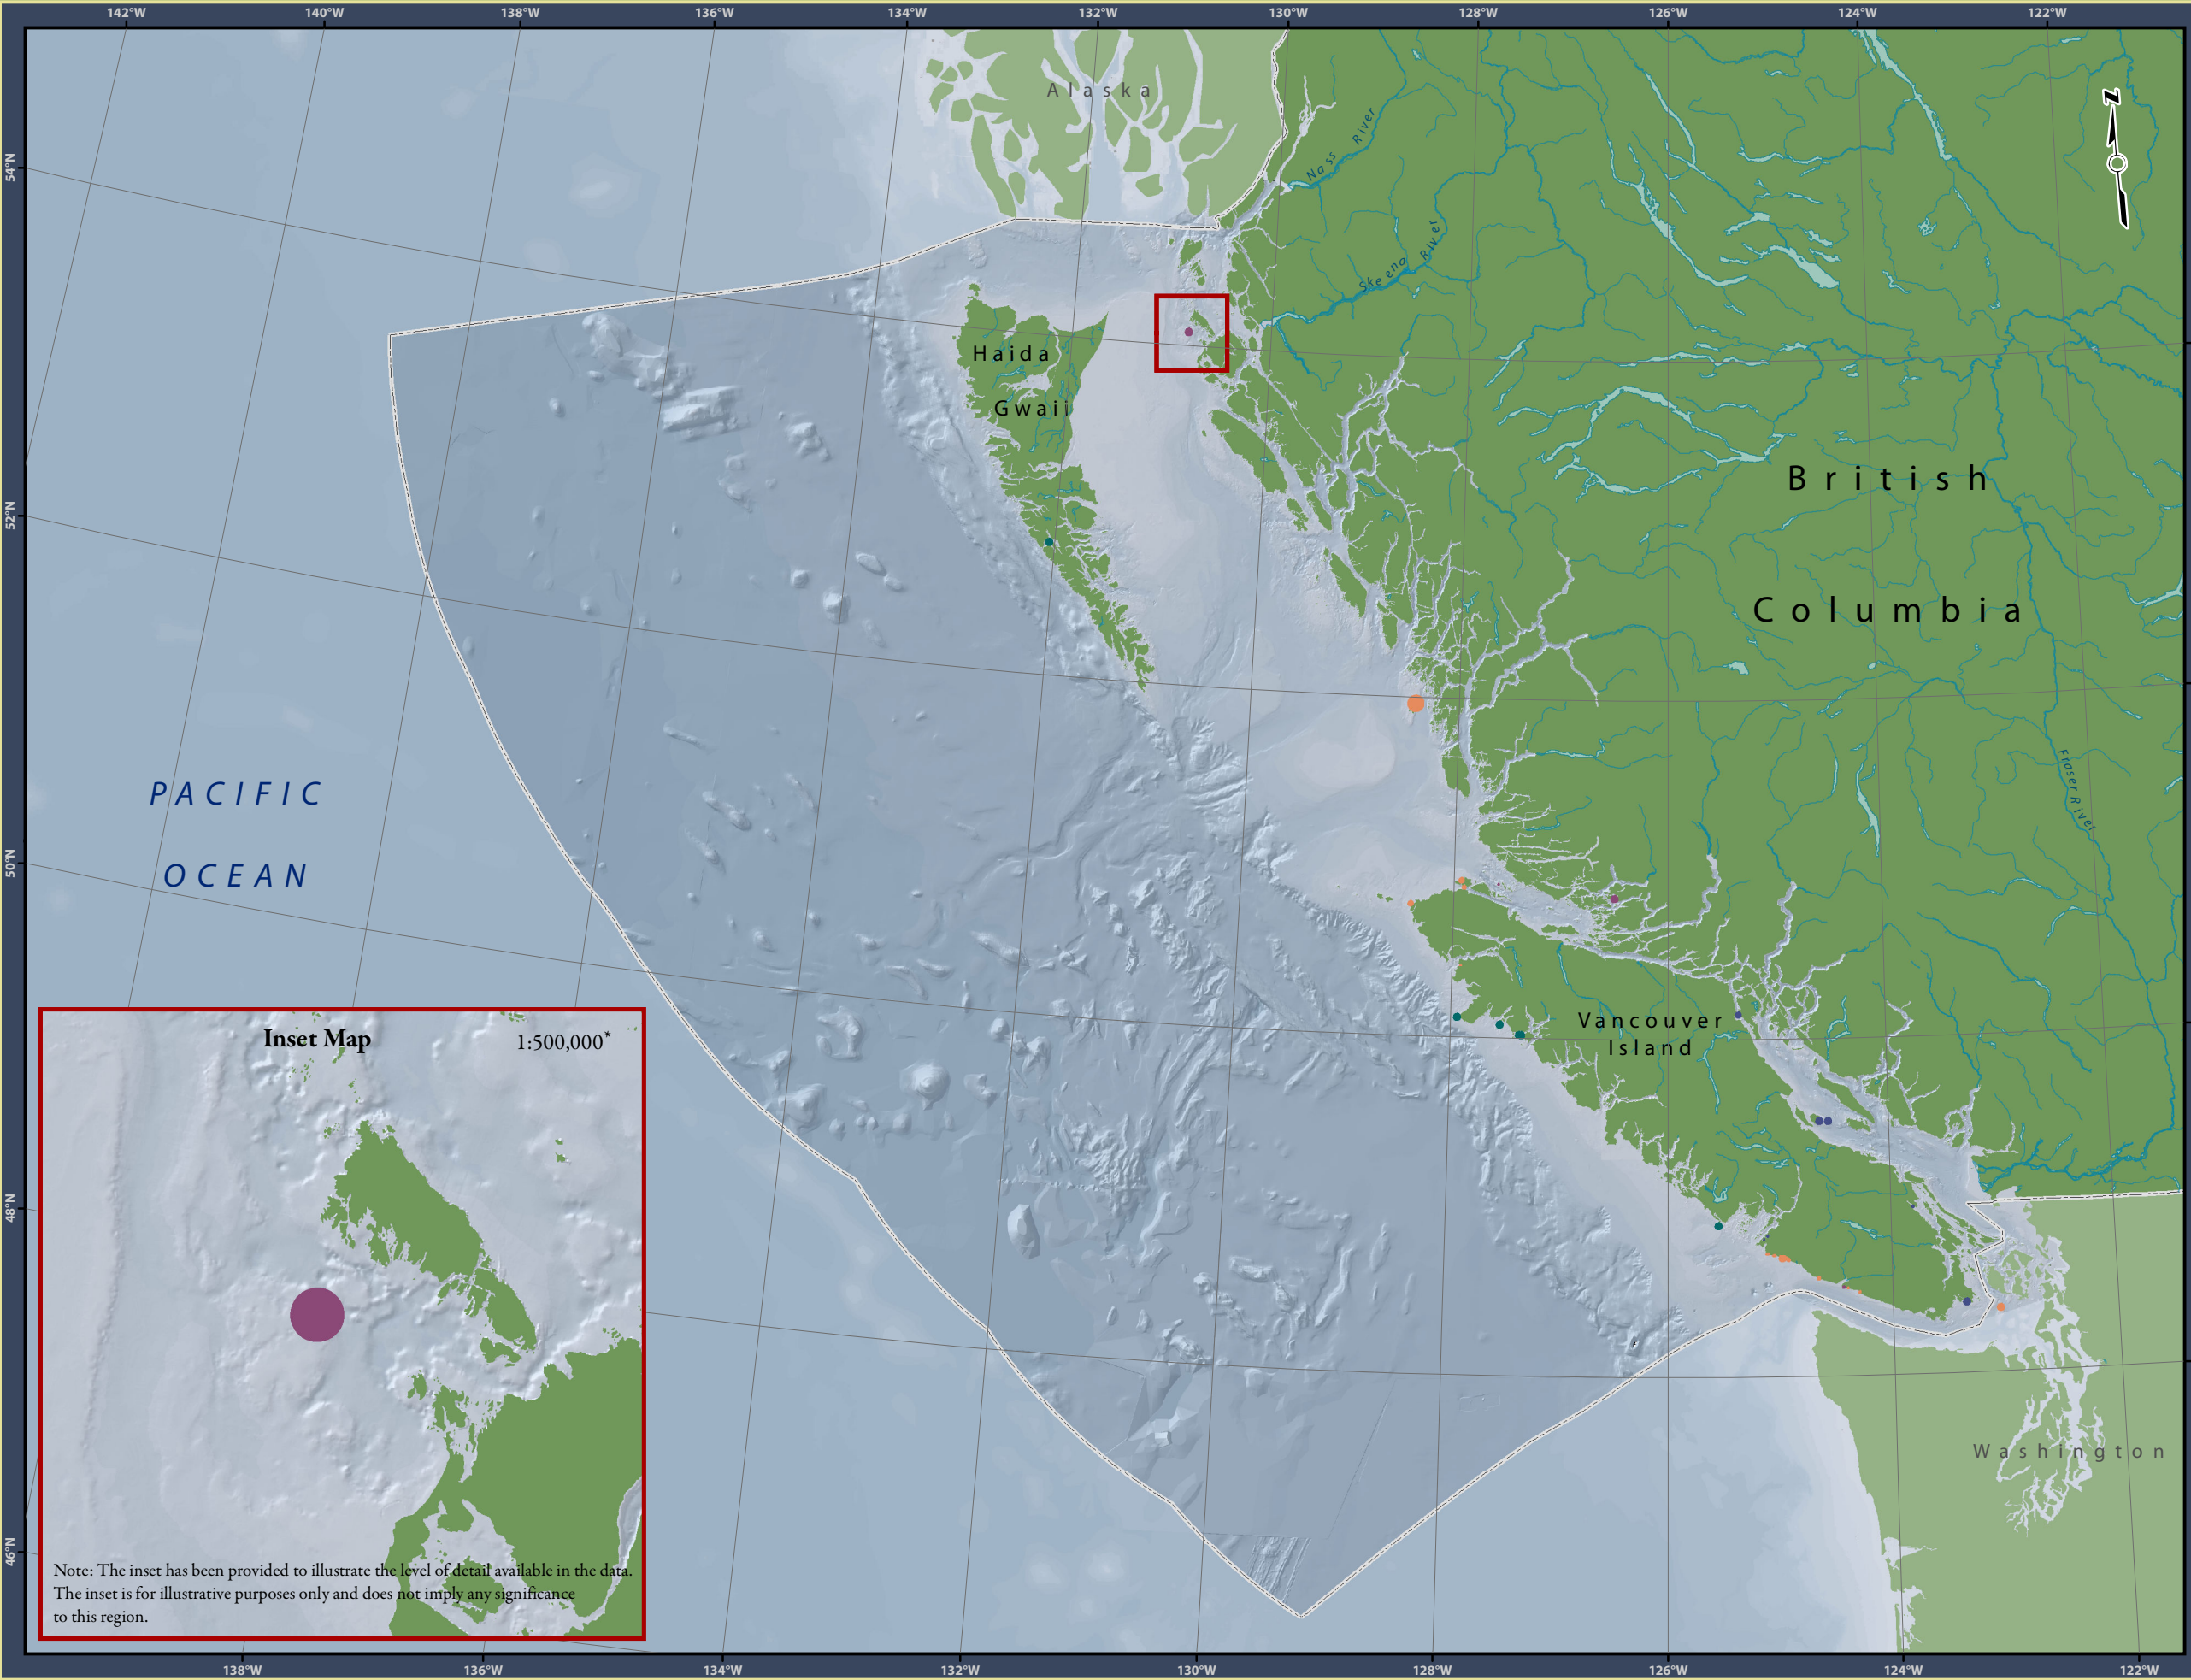 142°W 140°W 138°W 136°W 134°W 132°W 130°W 128°W 126°W 124°W 122°W
Alaska
N
54°N
Nass River
Skeena River
Haida
Gwaii
British
52°N
Columbia
PACIFIC
Fraser River
50°N
OCEAN
Vancouver
Island
Inset Map
1:500,000*
48°N
Washington
46°N
Note: The inset has been provided to illustrate the level of detail available in the data.
The inset is for illustrative purposes only and does not imply any significance
to this region.
138°W 136°W 134°W 132°W 130°W 128°W 126°W 124°W 122°W